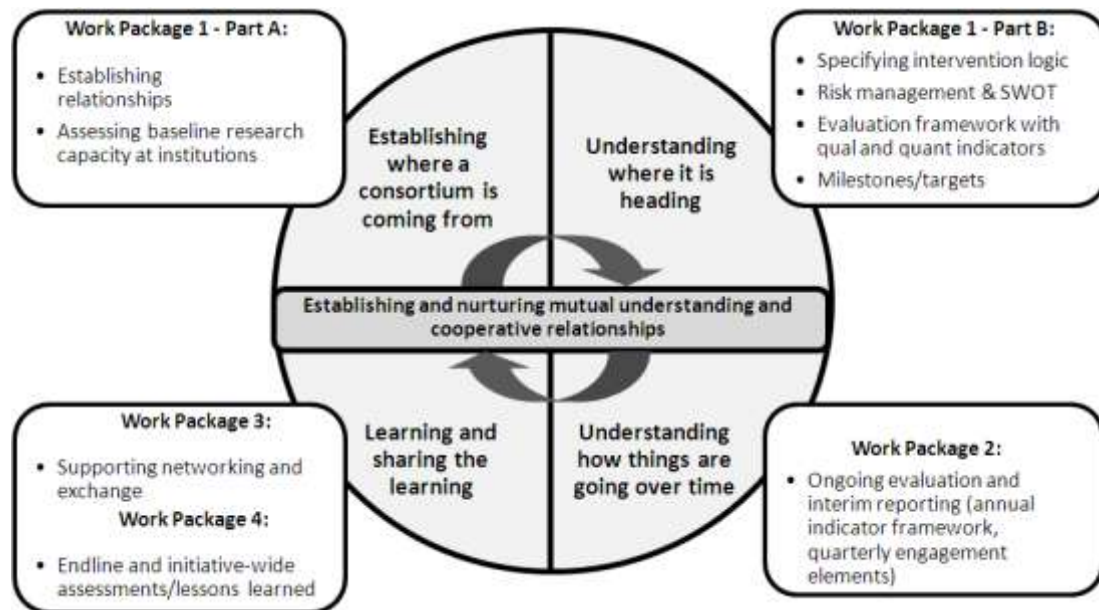 Work Package 1 - Part A:
• Establishing
relationships
• Assessing baseline research
capacity at institutions
Work Package 1 - Part B:
• Specifying intervention logic
• Risk management & SWOT
• Evaluation framework with
qual and quant indicators
• Milestones/targets
Establishing
where a
consortium is
coming from
Understanding
where it is
heading
Establishing and nurturing mutual understanding and
cooperative relationships
Learning and
sharing the
learning
Understanding
how things are
going over time
Work Package 3:
• Supporting networking and
exchange
Work Package 4:
• Endline and initiative-wide
assessments/lessons learned
Work Package 2:
• Ongoing evaluation and
interim reporting (annual
indicator framework,
quarterly engagement
elements)